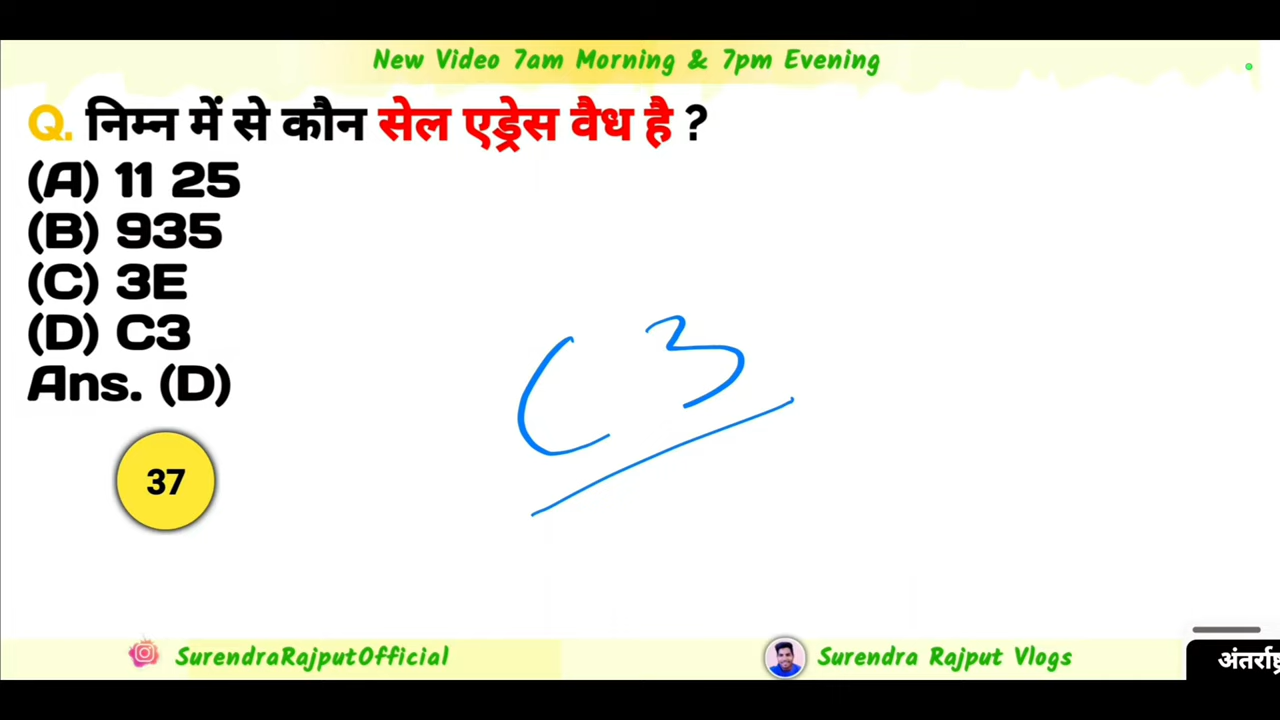 New Video 7am Morning & 7pm Evening
Q. निम्न में से कौन सेल एड्रेस वैध है ?
(A) 11 25
(B) 935
(C) 3E
(D) C3
Ans. (D)
C3
37
SurendraRajputOfficial
Surendra Rajput Vlogs